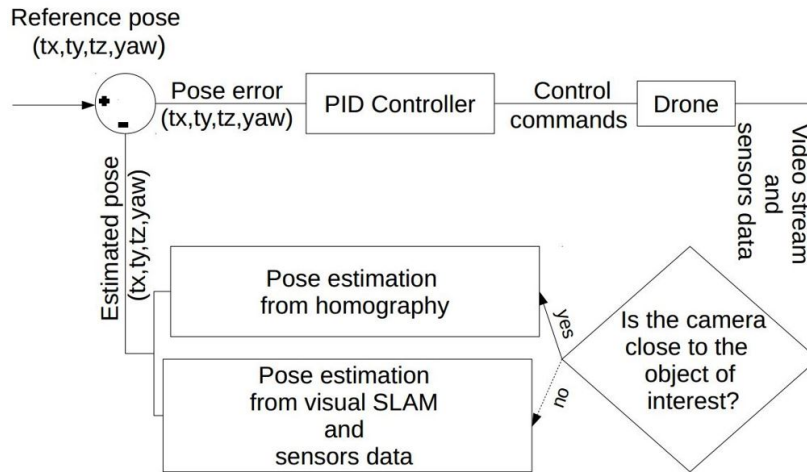 Reference pose
(tx,ty,tz,yaw)
+
-
Pose error
(tx,ty,tz,yaw)
PID Controller
Control
commands
Drone
Video stream
and
sensors data
Estimated pose
(tx,ty,tz,yaw)
Pose estimation
from homography
yes
Is the camera
close to the
object of
interest?
no
Pose estimation
from visual SLAM
and
sensors data